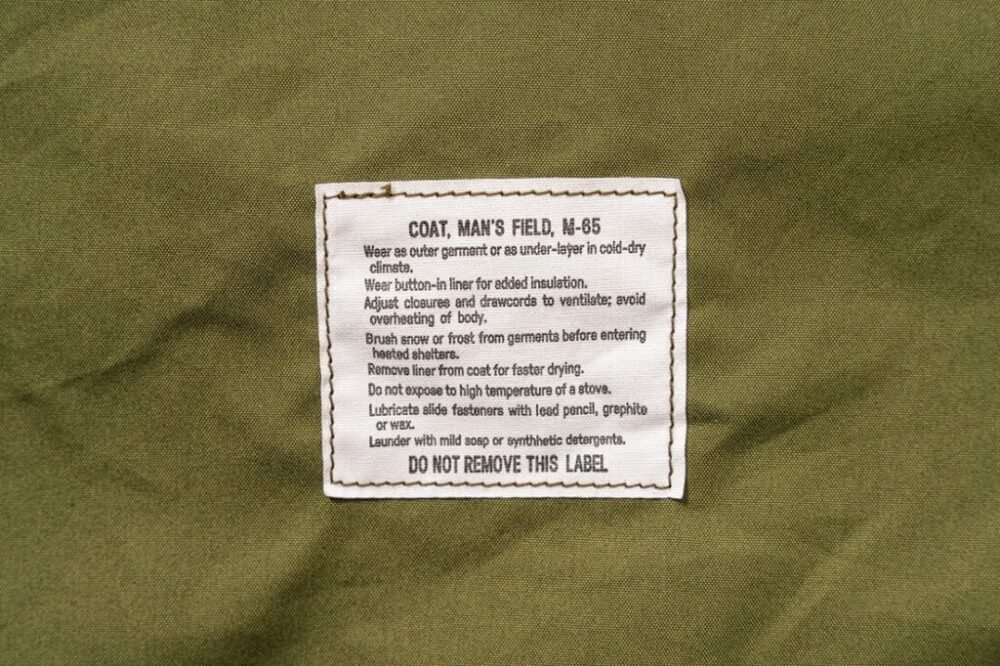 COAT, MAN'S FIELD, M-65
Wear as outer garment or as under-layer in cold-dry
climate.
Wear button-in liner for added insulation.
Adjust closures and drawcords to ventilate; avoid
overheating of body.
Brush snow or frost from garments before entering
heated shelters.
Remove liner from coat for faster drying.
Do not expose to high temperature of a stove.
Lubricate slide fasteners with lead pencil, graphite
or wax.
Launder with mild soap or synthhetic detergents.
DO NOT REMOVE THIS LABEL